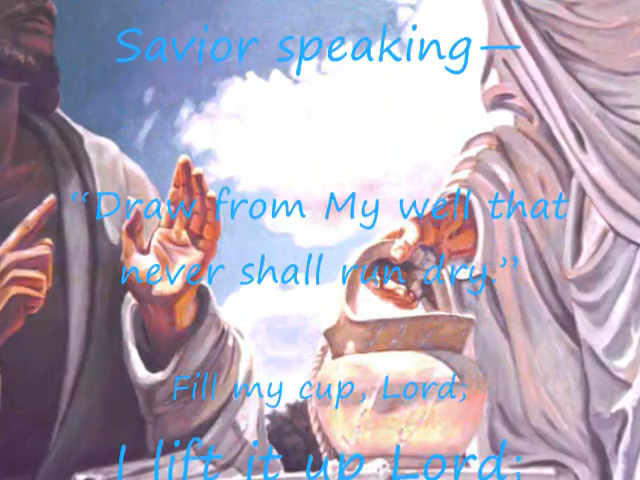 Savior speaking—
“Draw from My well that
never shall run dry.”
Fill my cup, Lord;
I lift it up Lord;